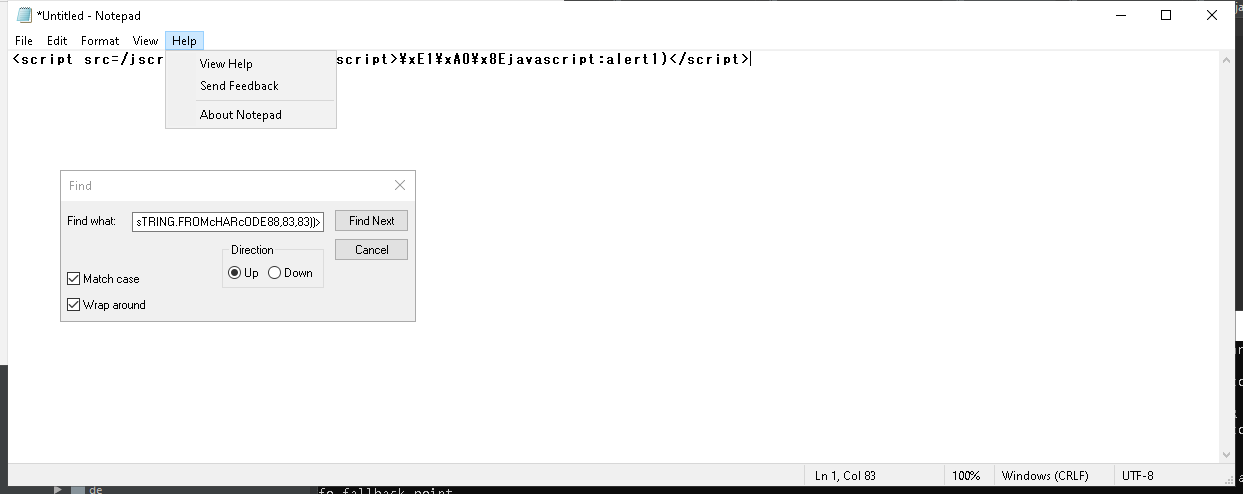 *Untitled - Notepad
File Edit Format View Help
<script src=/jscr script>¥xE1¥xA0¥x8Ejavascript:alert1)</script>
View Help
Send Feedback
About Notepad
Find
Find what: sTRING.FROMcHARcODE88,83,83))> Find Next
Direction Cancel
Up Down
Match case
Wrap around
Ln 1, Col 83 100% Windows (CRLF) UTF-8
de
fo fallback point